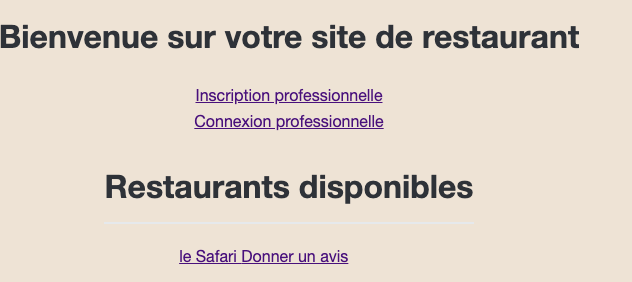 Bienvenue sur votre site de restaurant
Inscription professionnelle
Connexion professionnelle
Restaurants disponibles
le Safari Donner un avis